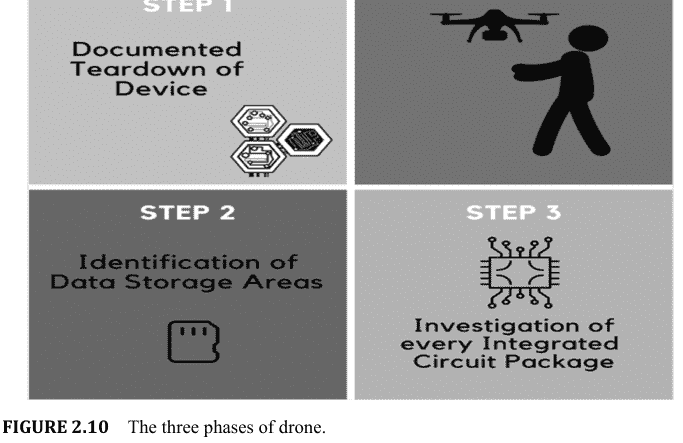 STEP 1
Documented
Teardown of
Device
STEP 2
Identification of
Data Storage Areas
STEP 3
Investigation of
every Integrated
Circuit Package
FIGURE 2.10 The three phases of drone.